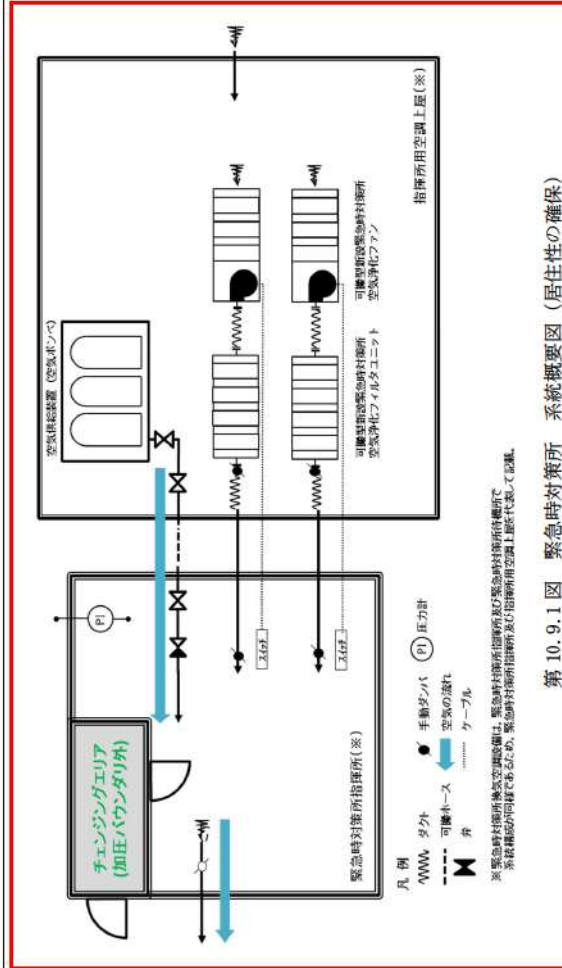 空気供給装置(空気ボンベ)
可搬型新設緊急時対策所
空気浄化フィルタユニット
可搬型新設緊急時対策所
空気浄化ファン
指揮所用空調上屋(※)
チェンジングエリア
(加圧バウンダリ外)
PI
スイッチ
スイッチ
緊急時対策所指揮所(※)
凡 例
ダクト
手動ダンパ
PI
圧力計
可搬ホース
空気の流れ
弁
ケーブル
※緊急時対策所換気空調設備は、緊急時対策所指揮所及び緊急時対策所待機所で
系統構成が同様であるため、緊急時対策所指揮所及び指揮所用空調上屋を代表して記載。
第 10.9.1 図 緊急時対策所 系統概要図 (居住性の確保)